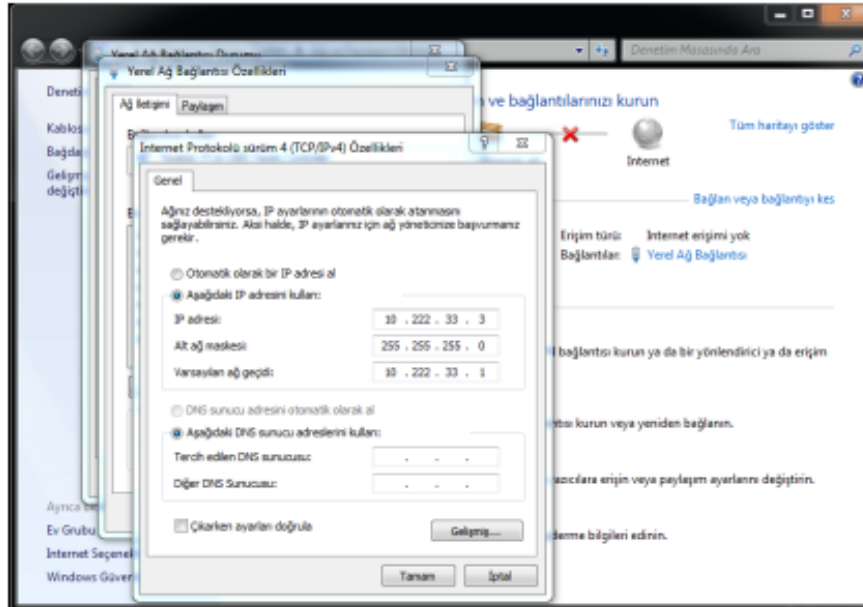 Denetim Masasında Ara
Yerel Ağ Bağlantısı Durumu
Yerel Ağ Bağlantısı Özellikleri
Ağ İletişimi Paylaşım
ve bağlantılarınızı kurun
Tüm haritayı göster
Internet
Bağlan veya bağlantıyı kes
Erişim türü: Internet erişimi yok
Bağlantılar: Yerel Ağ Bağlantısı
bağlantısı kurun ya da bir yönlendirici ya da erişim
kurun veya yeniden bağlanın.
erişin veya paylaşım ayarlarını değiştirin.
bilgileri edinin.
Internet Protokolü sürüm 4 (TCP/IPv4) Özellikleri
Genel
Ağınız destekliyorsa, IP ayarlarının otomatik olarak atanmasını
sağlayabilirsiniz. Aksi halde, IP ayarlarınız için ağ yöneticinize başvurmanız
gerekir.
Otomatik olarak bir IP adresi al
Aşağıdaki IP adresini kullan:
IP adresi: 10 . 222 . 33 . 3
Alt ağ maskesi: 255 . 255 . 255 . 0
Varsayılan ağ geçidi: 10 . 222 . 33 . 1
DNS sunucu adresini otomatik olarak al
Aşağıdaki DNS sunucu adreslerini kullan:
Tercih edilen DNS sunucusu: . . .
Diğer DNS Sunucusu: . . .
Çıkarken ayarları doğrula
Gelişmiş...
Tamam İptal
Ayrıca
Ev Grubu
Internet
Windows